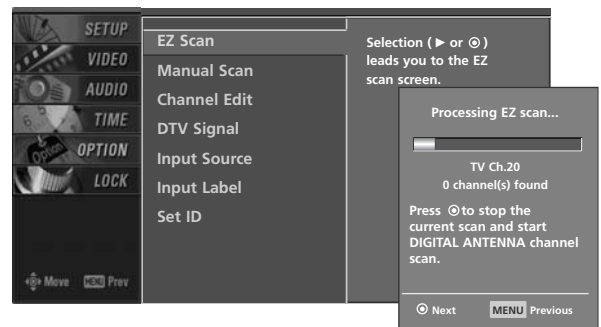 SETUP
VIDEO
AUDIO
TIME
OPTION
LOCK
Move MENU Prev
EZ Scan
Manual Scan
Channel Edit
DTV Signal
Input Source
Input Label
Set ID
Selection ( ► or ⊙ )
leads you to the EZ
scan screen.
Processing EZ scan...
TV Ch.20
0 channel(s) found
Press ⊙ to stop the
current scan and start
DIGITAL ANTENNA channel
scan.
⊙ Next MENU Previous